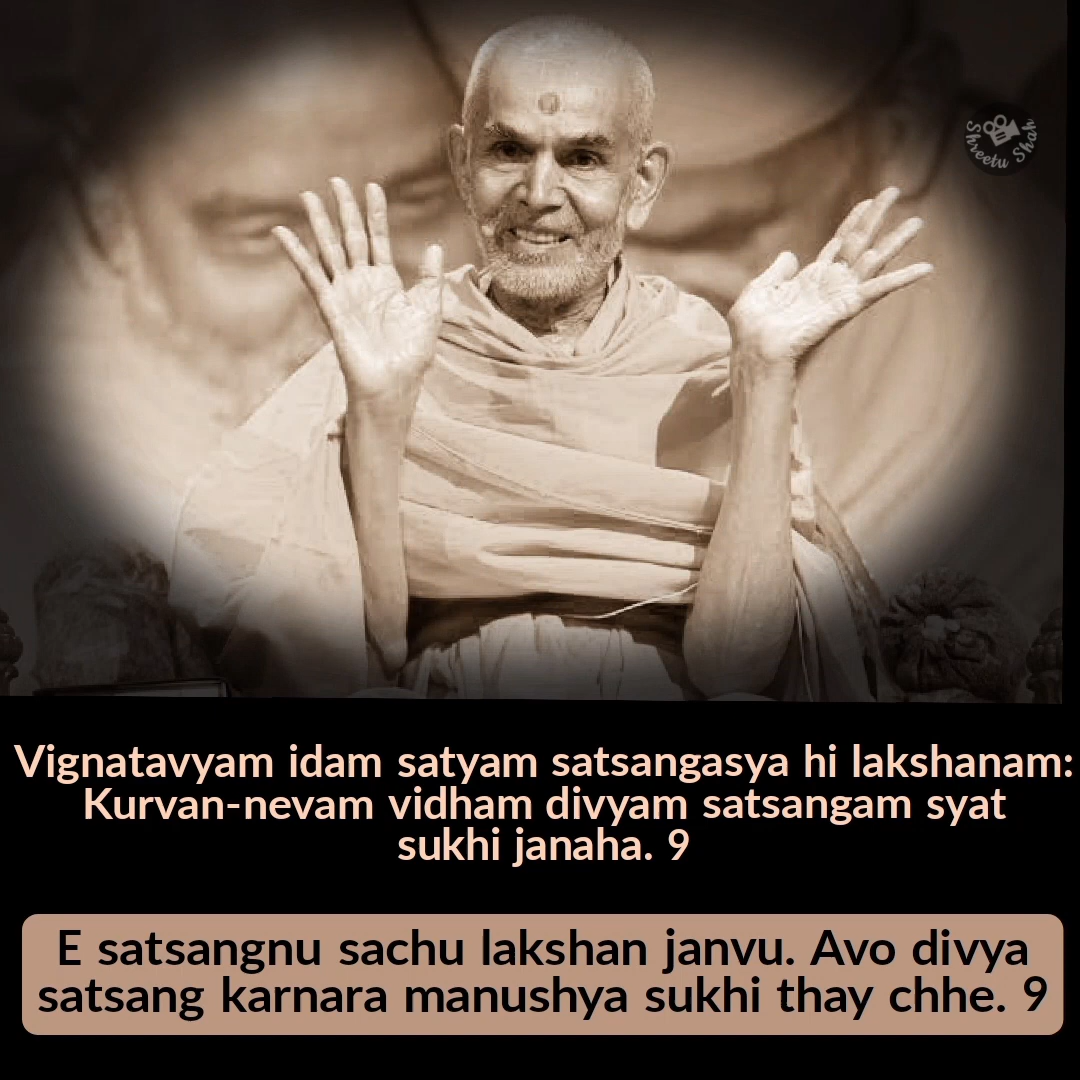 Shreetu Shah
Vignatavyam idam satyam satsangasya hi lakshanam:
Kurvan-nevam vidham divyam satsangam syat
sukhi janaha. 9
E satsangnu sachu lakshan janvu. Avo divya
satsang karnara manushya sukhi thay chhe. 9